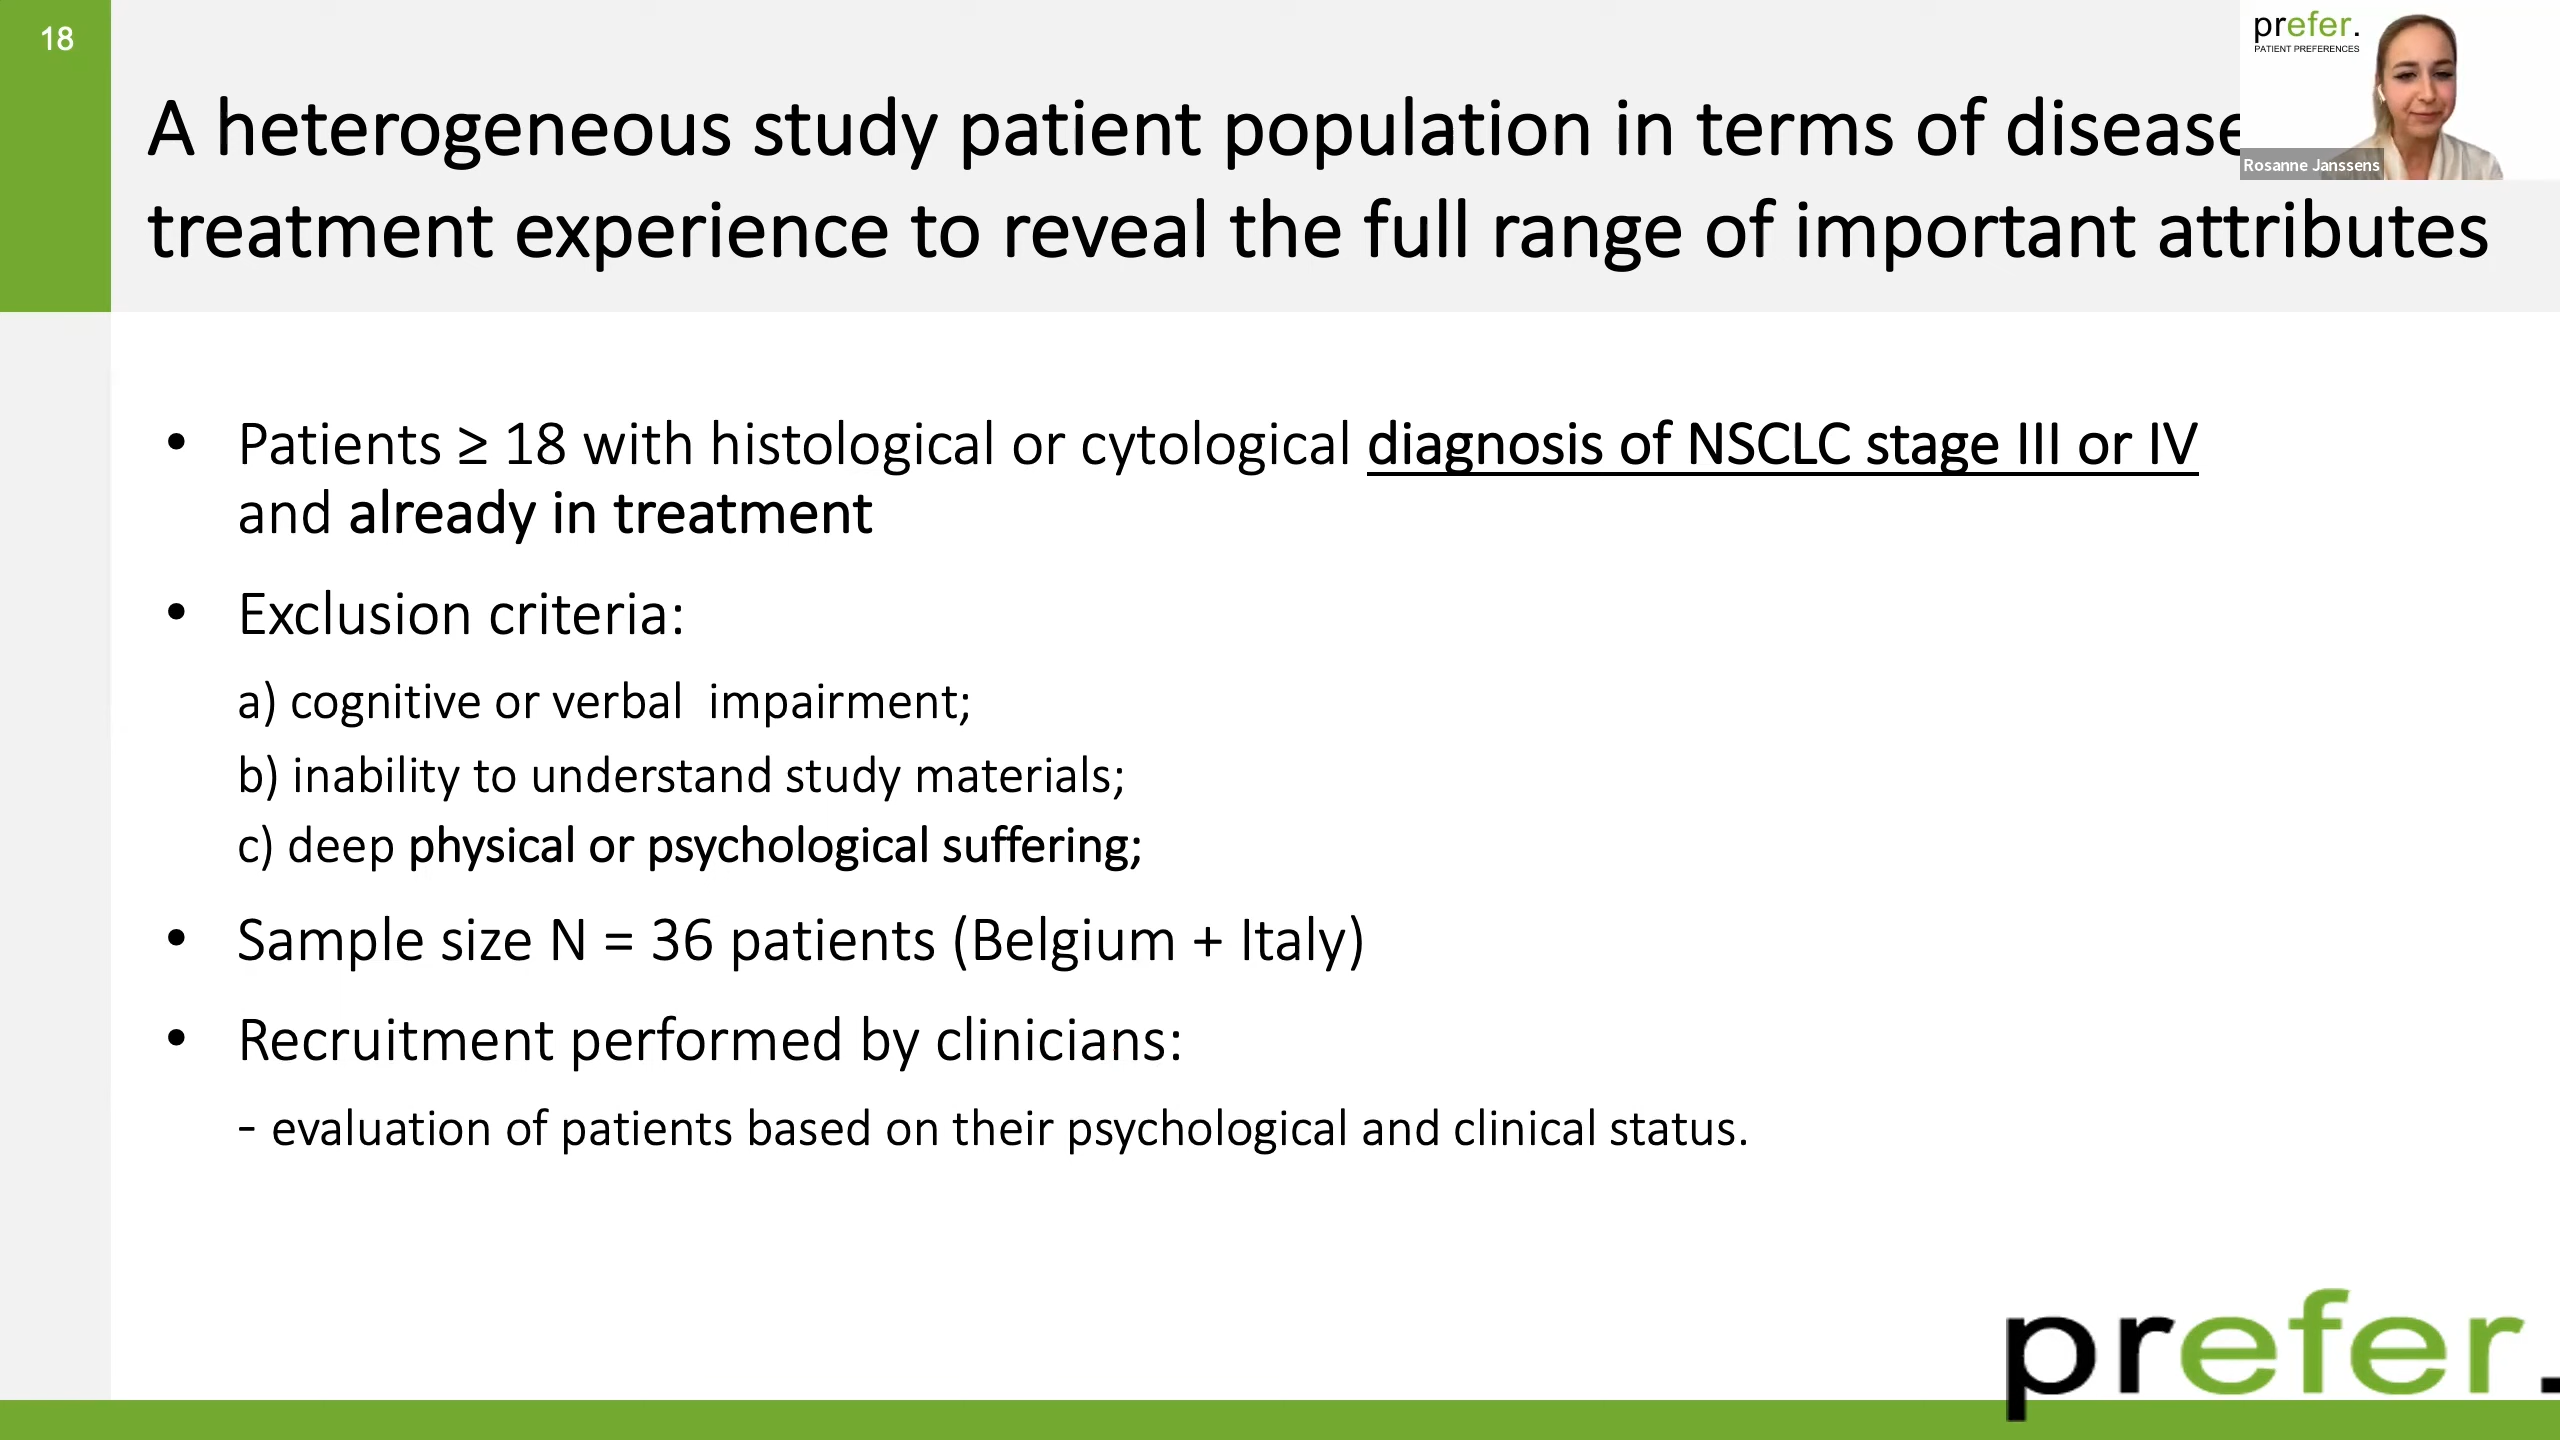 18
prefer.
PATIENT PREFERENCES
A heterogeneous study patient population in terms of disease
Rosanne Janssens
treatment experience to reveal the full range of important attributes
• Patients ≥ 18 with histological or cytological diagnosis of NSCLC stage III or IV
and already in treatment
• Exclusion criteria:
a) cognitive or verbal  impairment;
b) inability to understand study materials;
c) deep physical or psychological suffering;
• Sample size N = 36 patients (Belgium + Italy)
• Recruitment performed by clinicians:
- evaluation of patients based on their psychological and clinical status.
prefer.